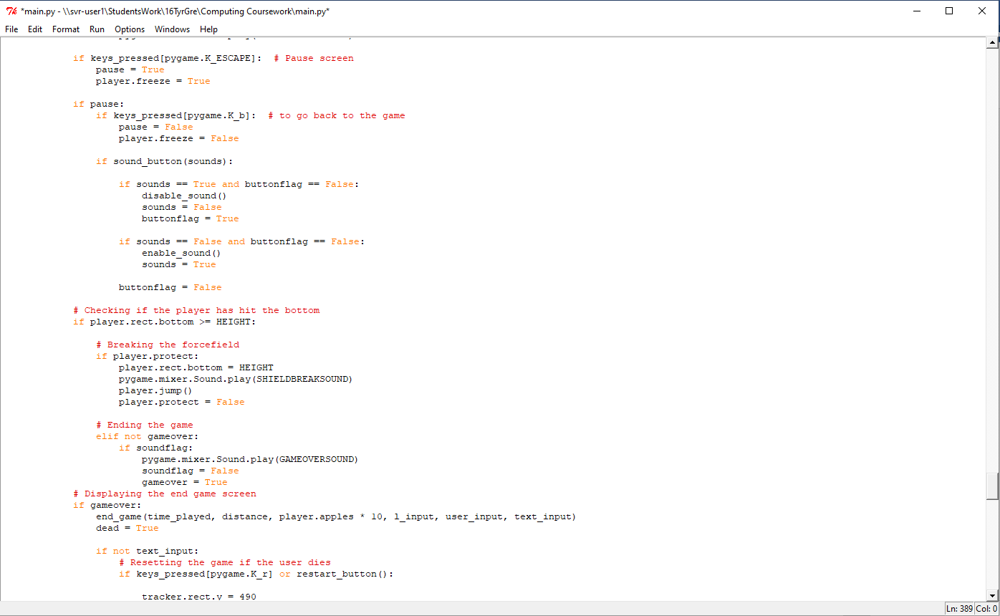 *main.py - \\svr-user1\StudentsWork\16TyrGre\Computing Coursework\main.py*
File Edit Format Run Options Windows Help
if keys_pressed[pygame.K_ESCAPE]:  # Pause screen
    pause = True
    player.freeze = True
if pause:
    if keys_pressed[pygame.K_b]:  # to go back to the game
        pause = False
        player.freeze = False
    if sound_button(sounds):
        if sounds == True and buttonflag == False:
            disable_sound()
            sounds = False
            buttonflag = True
        if sounds == False and buttonflag == False:
            enable_sound()
            sounds = True
        buttonflag = False
# Checking if the player has hit the bottom
if player.rect.bottom >= HEIGHT:
    # Breaking the forcefield
    if player.protect:
        player.rect.bottom = HEIGHT
        pygame.mixer.Sound.play(SHIELDBREAKSOUND)
        player.jump()
        player.protect = False
    # Ending the game
    elif not gameover:
        if soundflag:
            pygame.mixer.Sound.play(GAMEOVERSOUND)
            soundflag = False
            gameover = True
# Displaying the end game screen
if gameover:
    end_game(time_played, distance, player.apples * 10, l_input, user_input, text_input)
    dead = True
    if not text_input:
        # Resetting the game if the user dies
        if keys_pressed[pygame.K_r] or restart_button():
            tracker.rect.y = 490
Ln: 389 Col: 0